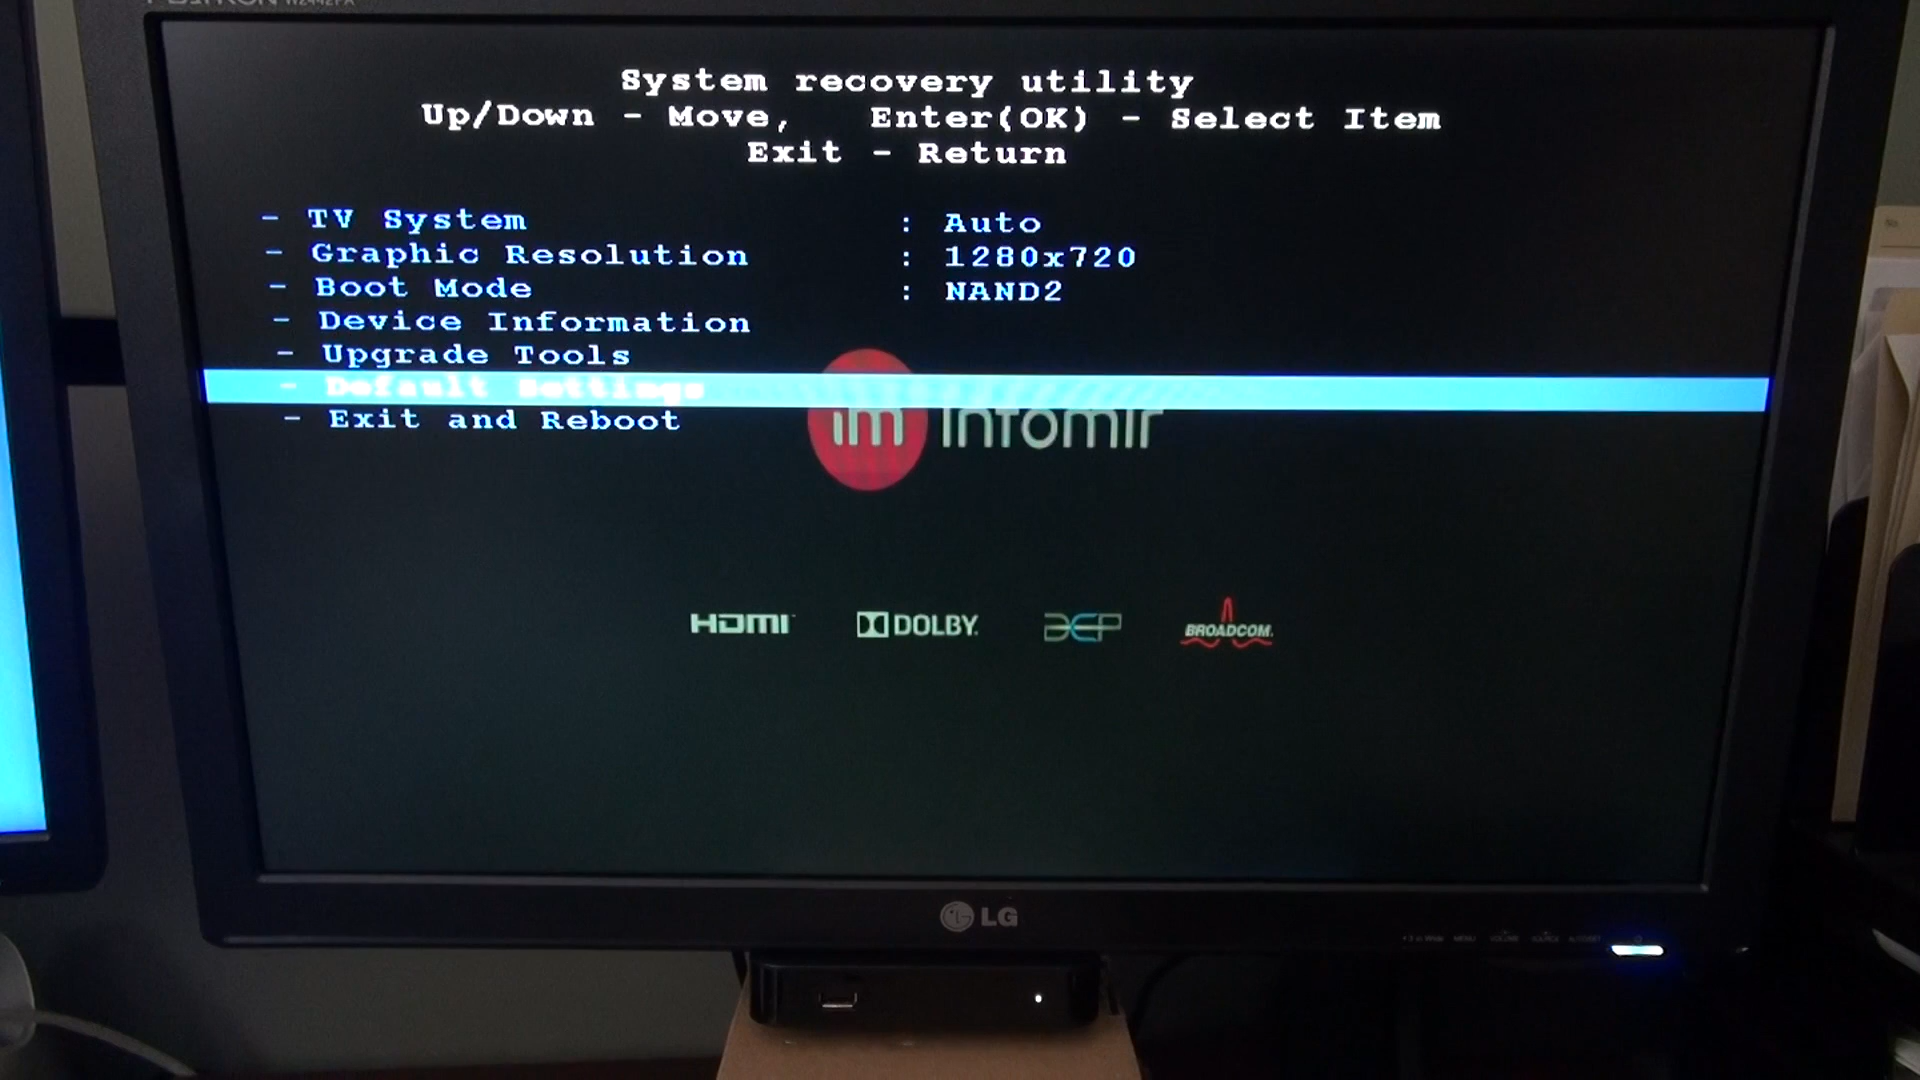 System recovery utility
Up/Down - Move, Enter(OK) - Select Item
Exit - Return
- TV System : Auto
- Graphic Resolution : 1280x720
- Boot Mode : NAND2
- Device Information
- Upgrade Tools
- Default Settings
- Exit and Reboot
im Infomir
HDMI
DOLBY.
BROADCOM.
LG
MENU